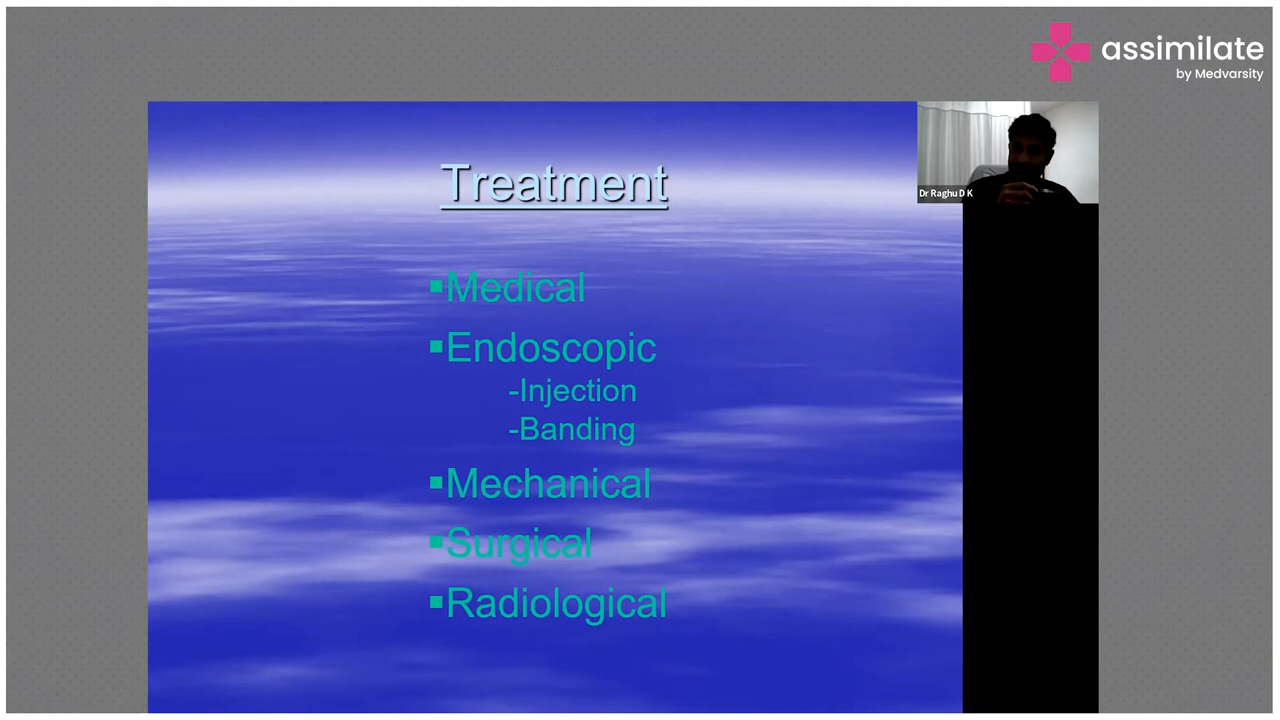 assimilate
by Medvarsity
Treatment
Dr Raghu D K
▪Medical
▪Endoscopic
-Injection
-Banding
▪Mechanical
▪Surgical
▪Radiological